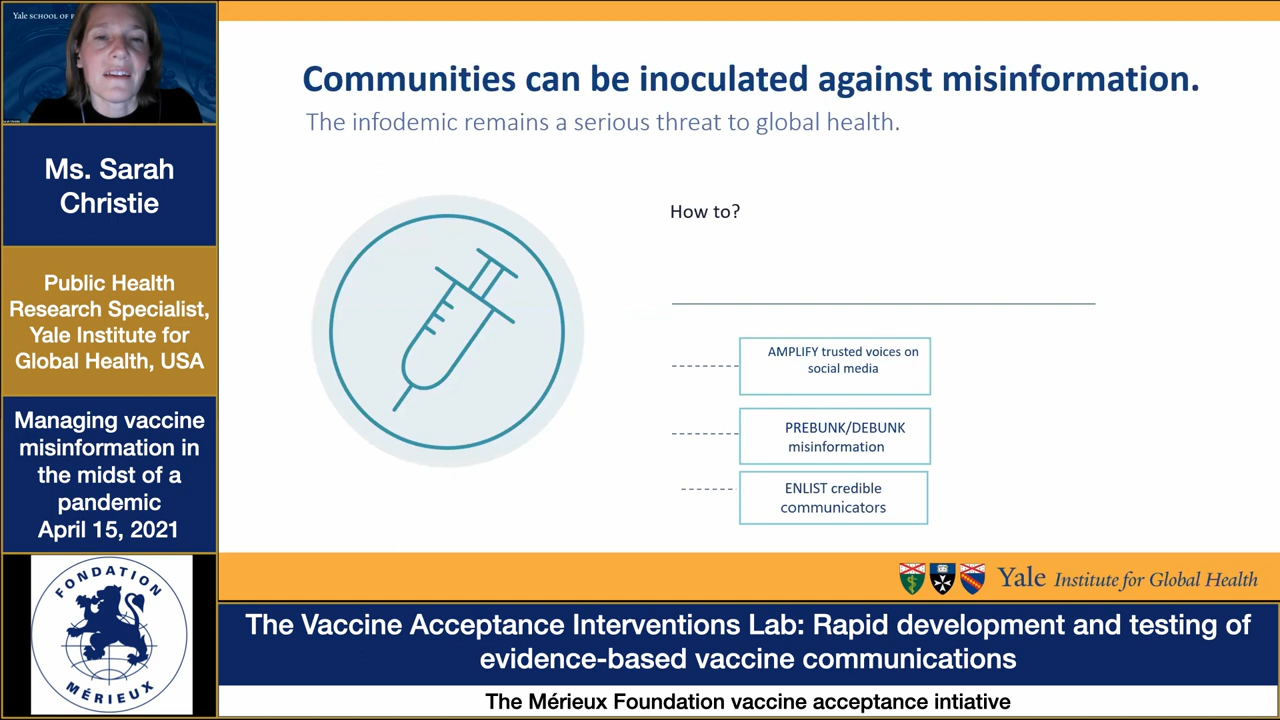 Yale SCHOOL OF
Ms. Sarah
Christie
Public Health
Research Specialist,
Yale Institute for
Global Health, USA
Managing vaccine
misinformation in
the midst of a
pandemic
April 15, 2021
FONDATION
MÉRIEUX
Communities can be inoculated against misinformation.
The infodemic remains a serious threat to global health.
How to?
AMPLIFY trusted voices on
social media
PREBUNK/DEBUNK
misinformation
ENLIST credible
communicators
Yale Institute for Global Health
The Vaccine Acceptance Interventions Lab: Rapid development and testing of
evidence-based vaccine communications
The Mérieux Foundation vaccine acceptance intiative